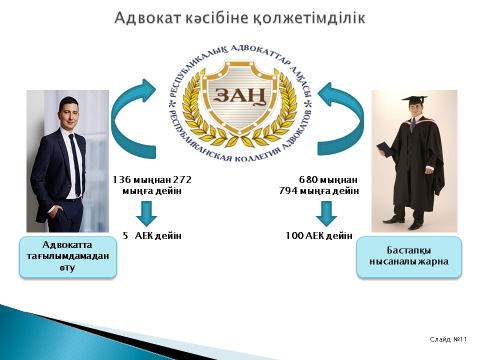 Адвокат кәсібіне қолжетімділік
РЕСПУБЛИКАЛЫҚ АДВОКАТТАР АЛҚАСЫ
ЗАҢ
РЕСПУБЛИКАНСКАЯ КОЛЛЕГИЯ АДВОКАТОВ
136 мыңнан 272
мыңға дейін
680 мыңнан
794 мыңға дейін
5 АЕК дейін
100 АЕК дейін
Адвокатта
тағылымдамадан
өту
Бастапқы
нысаналы жарна
Слайд №11